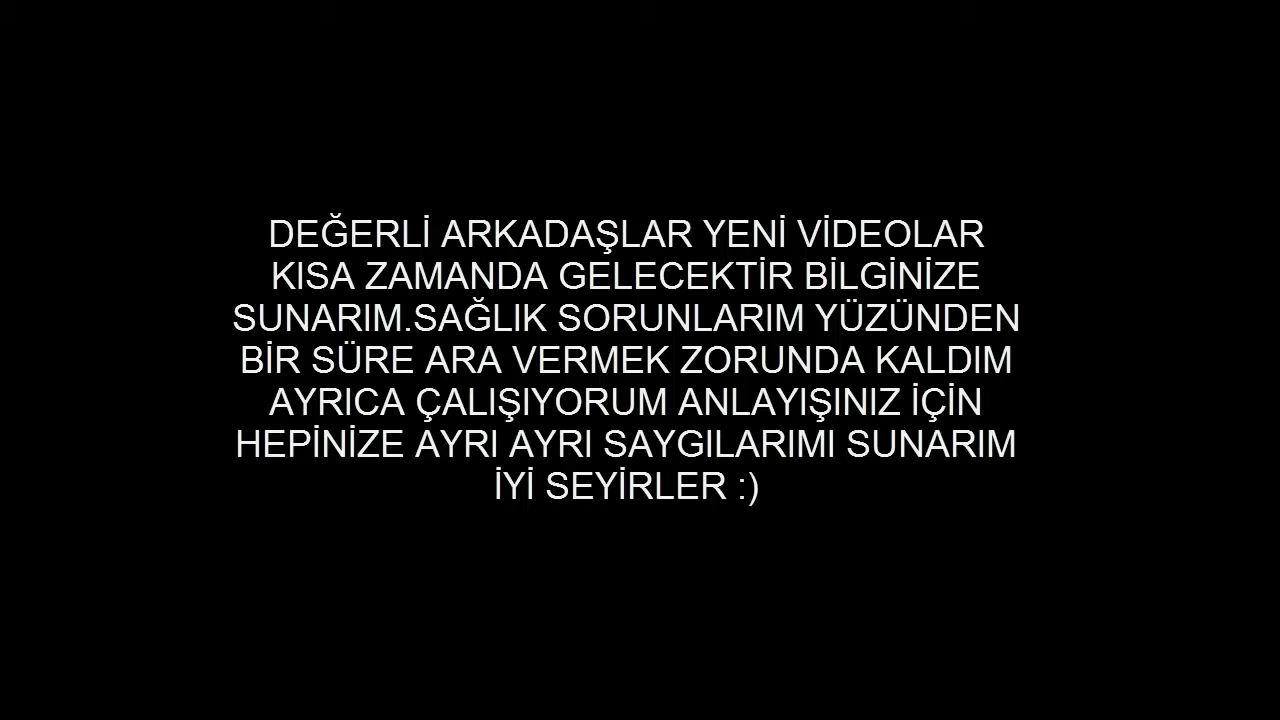 DEĞERLİ ARKADAŞLAR YENİ VİDEOLAR
KISA ZAMANDA GELECEKTİR BİLGİNİZE
SUNARIM.SAĞLIK SORUNLARIM YÜZÜNDEN
BİR SÜRE ARA VERMEK ZORUNDA KALDIM
AYRICA ÇALIŞIYORUM ANLAYIŞINIZ İÇİN
HEPİNİZE AYRI AYRI SAYGILARIMI SUNARIM
İYİ SEYİRLER :)